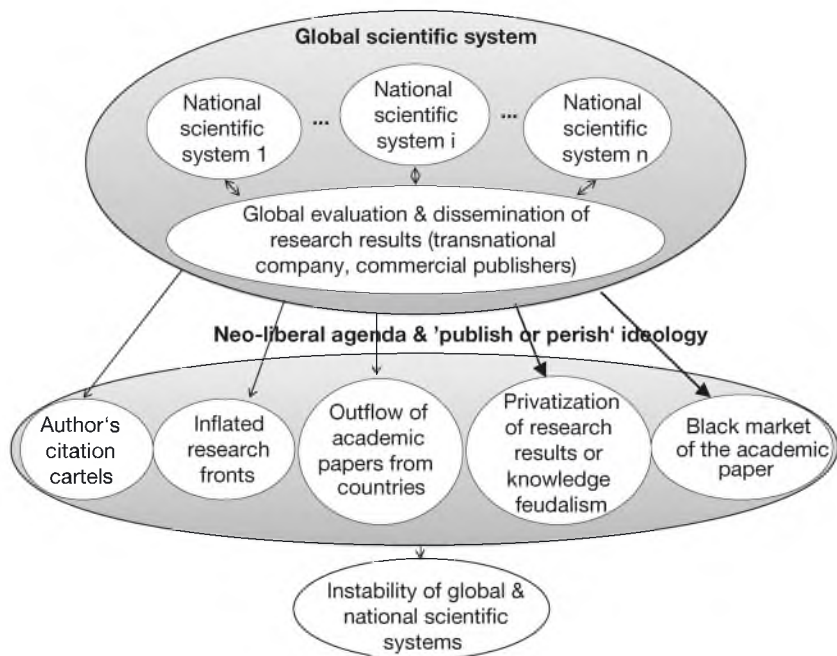 Global scientific system
National
scientific
system 1
...
National
scientific
system i
...
National
scientific
system n
Global evaluation & dissemination of
research results (transnational
company, commercial publishers)
Neo-liberal agenda & ’publish or perish‘ ideology
Author‘s
citation
cartels
Inflated
research
fronts
Outflow of
academic
papers from
countries
Privatization
of research
results or
knowledge
feudalism
Black market
of the academic
paper
Instability of global &
national scientific
systems